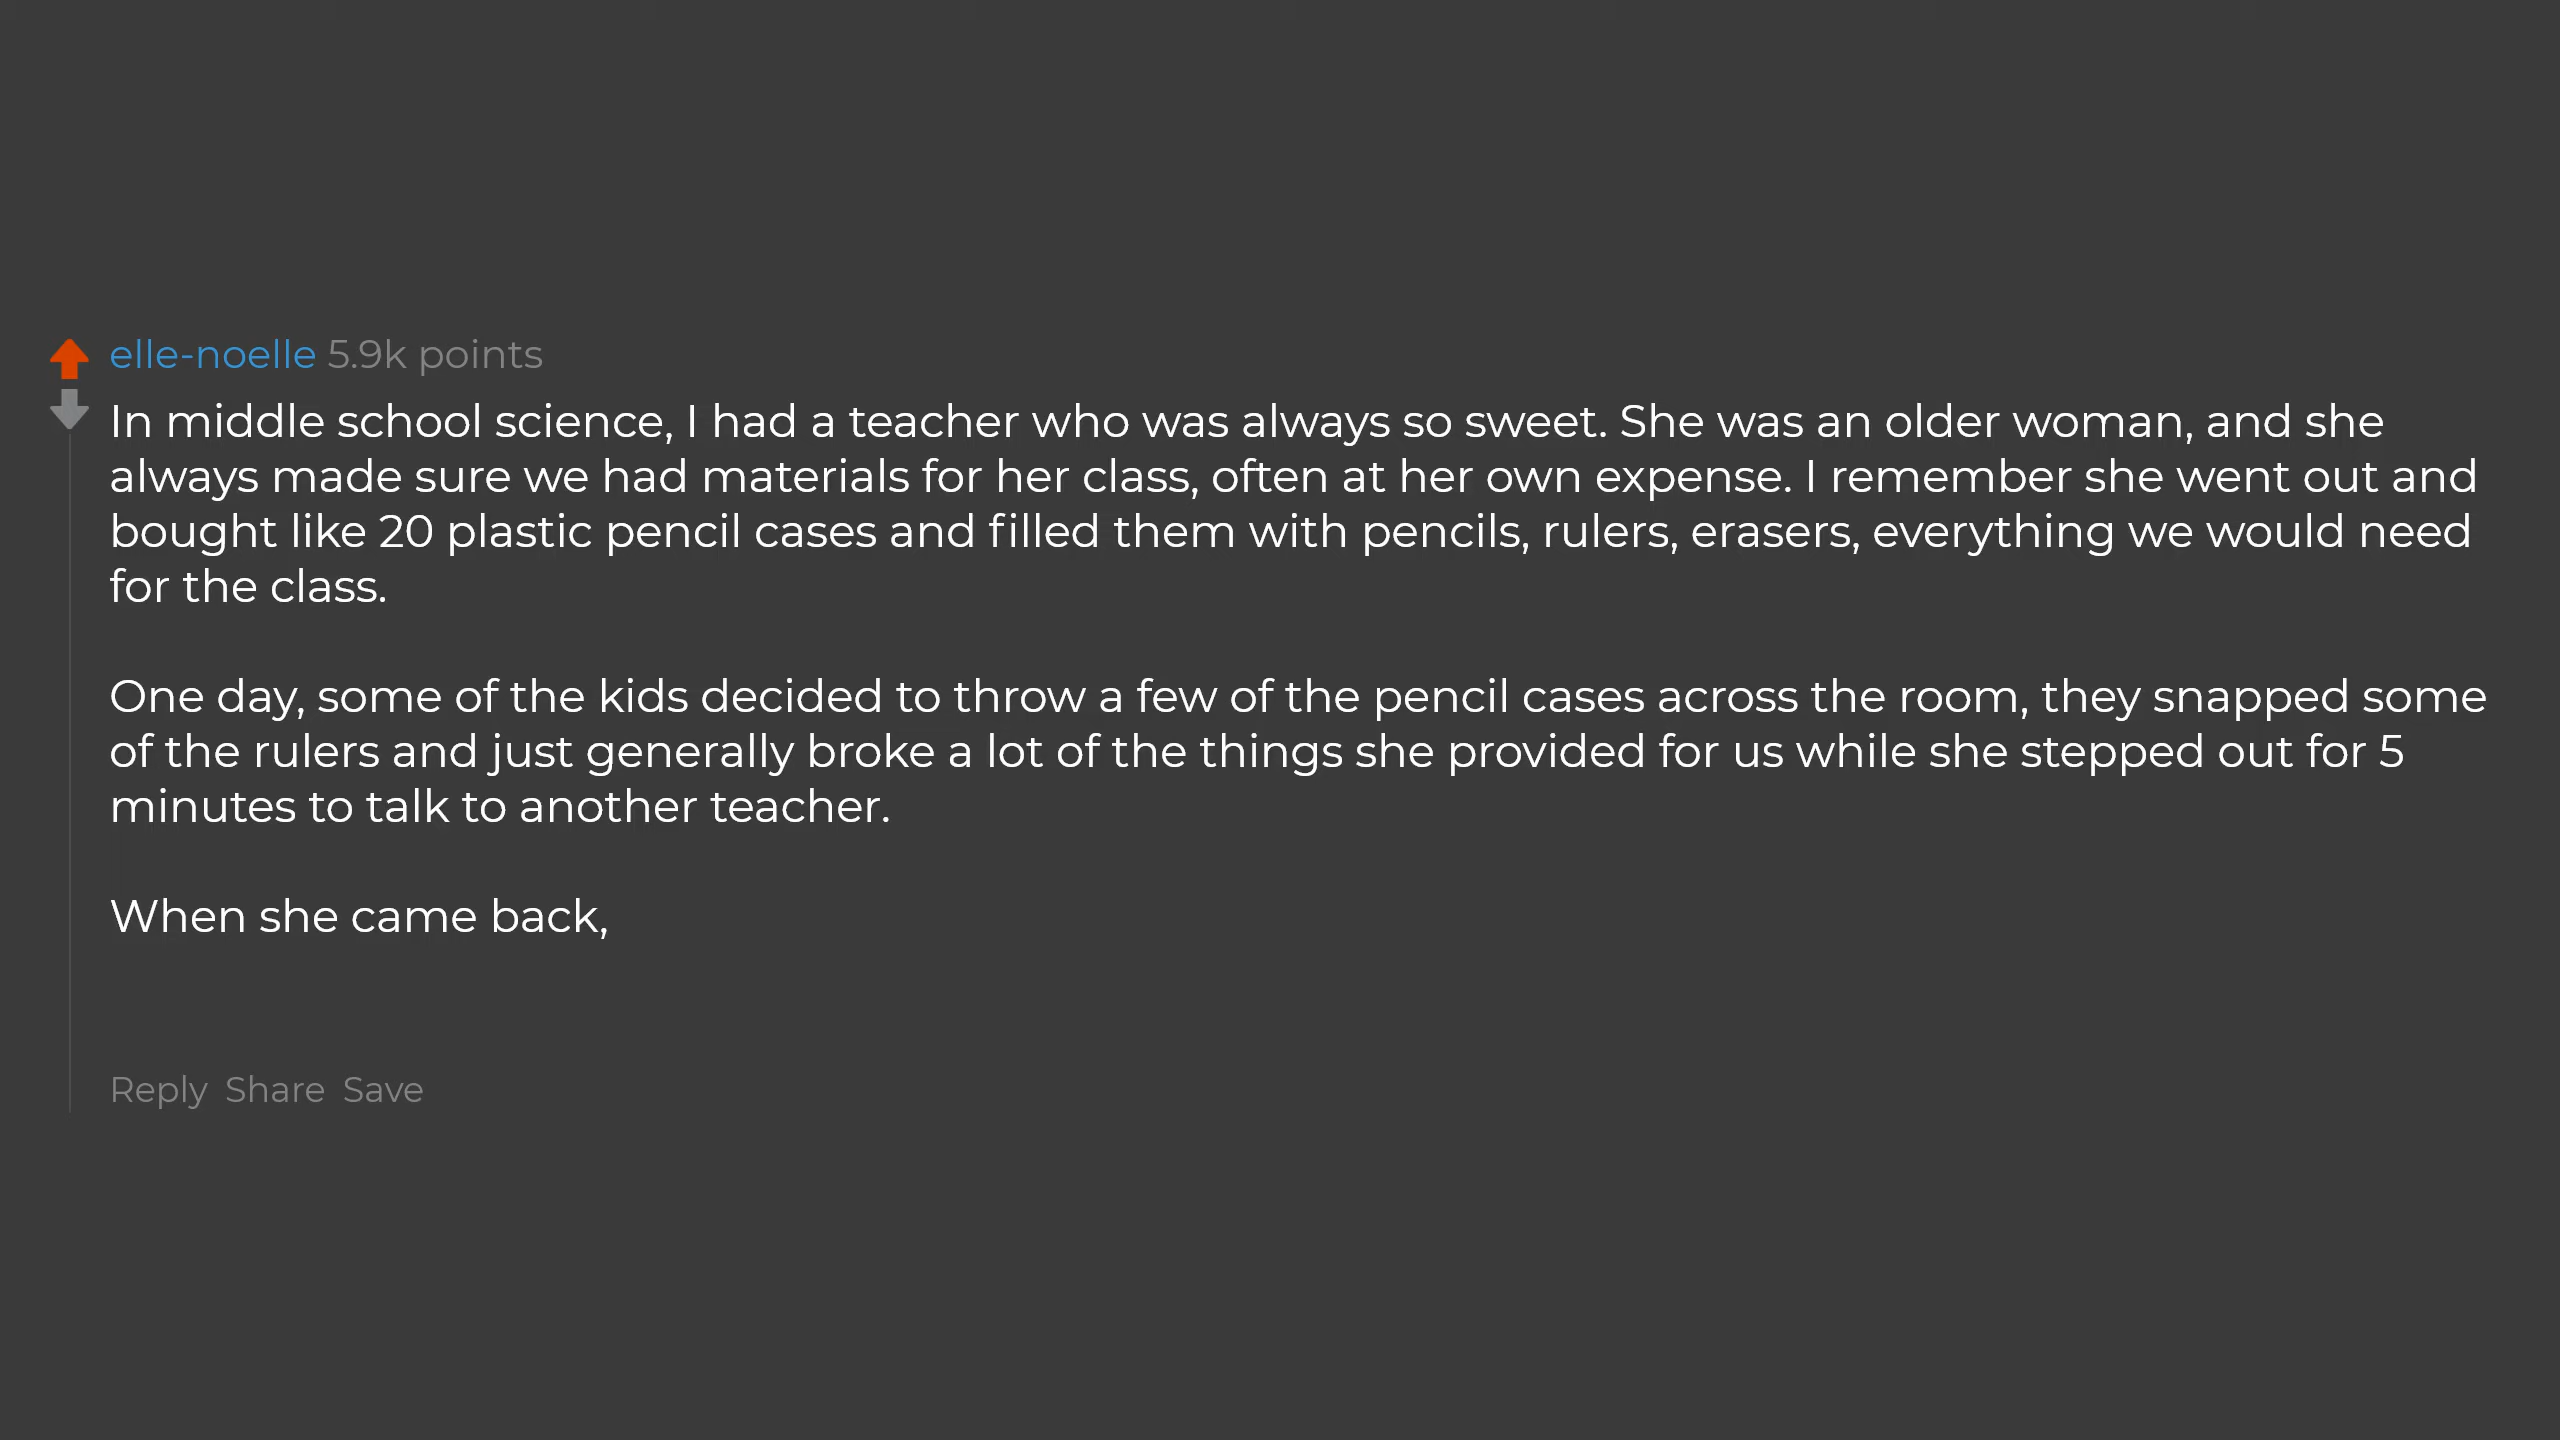 elle-noelle 5.9k points
In middle school science, I had a teacher who was always so sweet. She was an older woman, and she
always made sure we had materials for her class, often at her own expense. I remember she went out and
bought like 20 plastic pencil cases and filled them with pencils, rulers, erasers, everything we would need
for the class.
One day, some of the kids decided to throw a few of the pencil cases across the room, they snapped some
of the rulers and just generally broke a lot of the things she provided for us while she stepped out for 5
minutes to talk to another teacher.
When she came back,
Reply Share Save